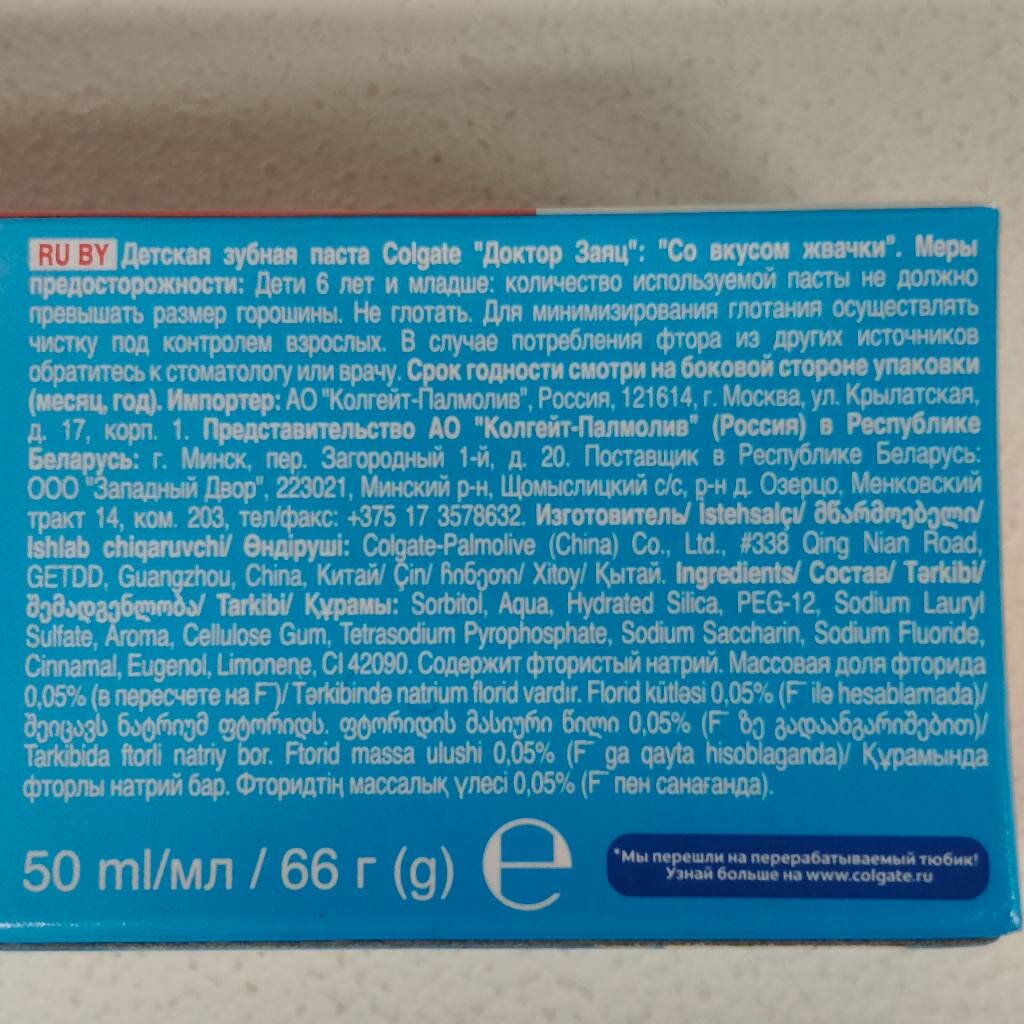 RU BY Детская зубная паста Colgate "Доктор Заяц": "Со вкусом жвачки". Меры
предосторожности: Дети 6 лет и младше: количество используемой пасты не должно
превышать размер горошины. Не глотать. Для минимизирования глотания осуществлять
чистку под контролем взрослых. В случае потребления фтора из других источников
обратитесь к стоматологу или врачу. Срок годности смотри на боковой стороне упаковки
(месяц, год). Импортер: АО "Колгейт-Палмолив", Россия, 121614, г. Москва, ул. Крылатская,
д. 17, корп. 1. Представительство АО "Колгейт-Палмолив" (Россия) в Республике
Беларусь: г. Минск, пер. Загородный 1-й, д. 20. Поставщик в Республике Беларусь:
ООО "Западный Двор", 223021, Минский р-н, Щомыслицкий с/с, р-н д. Озерцо, Менковский
тракт 14, ком. 203, тел/факс: +375 17 3578632. Изготовитель/ İstehsalçı/ მწარმოებელი/
Ishlab chiqaruvchi/ Өндіруші: Colgate-Palmolive (China) Co., Ltd., #338 Qing Nian Road,
GETDD, Guangzhou, China, Китай/ Çin/ ჩინეთი/ Xitoy/ Қытай. Ingredients/ Состав/ Tərkibi/
შემადგენლობა/ Tarkibi/ Құрамы: Sorbitol, Aqua, Hydrated Silica, PEG-12, Sodium Lauryl
Sulfate, Aroma, Cellulose Gum, Tetrasodium Pyrophosphate, Sodium Saccharin, Sodium Fluoride,
Cinnamal, Eugenol, Limonene, CI 42090. Содержит фтористый натрий. Массовая доля фторида
0,05% (в пересчете на F⁻)/ Tərkibində natrium florid vardır. Florid kütləsi 0,05% (F⁻ ilə hesablamada)/
შეიცავს ნატრიუმ ფტორიდს. ფტორიდის მასიური წილი 0,05% (F⁻ ზე გადაანგარიშებით)/
Tarkibida ftorli natriy bor. Ftorid massa ulushi 0,05% (F⁻ ga qayta hisoblaganda)/ Құрамында
фторлы натрий бар. Фторидтің массалық үлесі 0,05% (F⁻ пен санағанда).
50 ml/мл / 66 г (g) e
*Мы перешли на перерабатываемый тюбик!
Узнай больше на www.colgate.ru